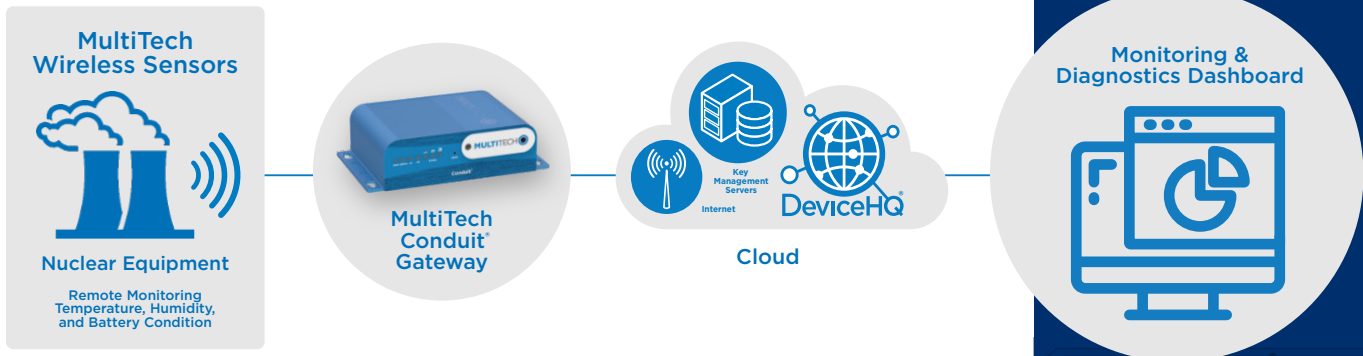 MultiTech
Wireless Sensors
Nuclear Equipment
Remote Monitoring
Temperature, Humidity,
and Battery Condition
MULTITECH
Conduit®
MultiTech
Conduit®
Gateway
Key
Management
Servers
Internet
DeviceHQ®
Cloud
Monitoring &
Diagnostics Dashboard